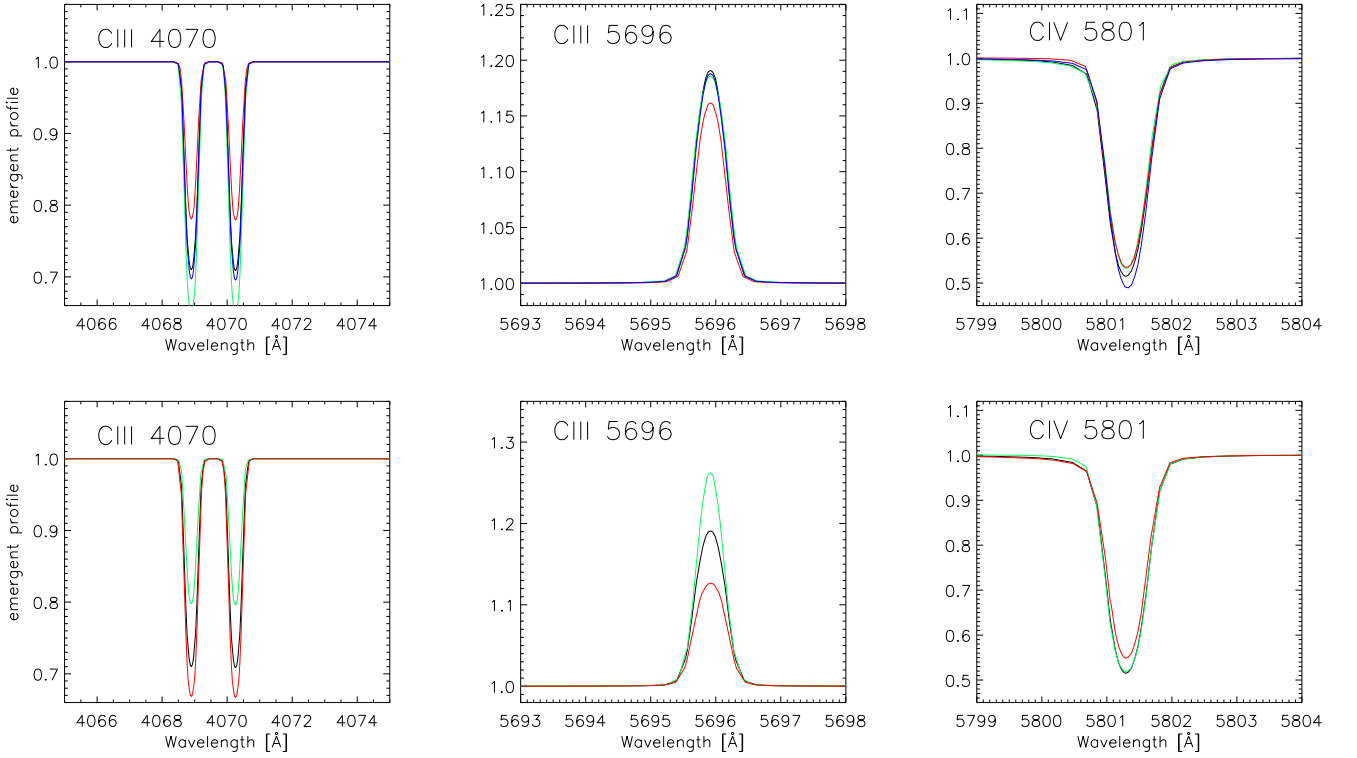 CIII 4070
1.0
0.9
0.8
0.7
emergent profile
4066 4068 4070 4072 4074
Wavelength [Å]
CIII 5696
1.25
1.20
1.15
1.10
1.05
1.00
5693 5694 5695 5696 5697 5698
Wavelength [Å]
CIV 5801
1.1
1.0
0.9
0.8
0.7
0.6
0.5
5799 5800 5801 5802 5803 5804
Wavelength [Å]
CIII 4070
1.0
0.9
0.8
0.7
emergent profile
4066 4068 4070 4072 4074
Wavelength [Å]
CIII 5696
1.3
1.2
1.1
1.0
5693 5694 5695 5696 5697 5698
Wavelength [Å]
CIV 5801
1.1
1.0
0.9
0.8
0.7
0.6
0.5
5799 5800 5801 5802 5803 5804
Wavelength [Å]